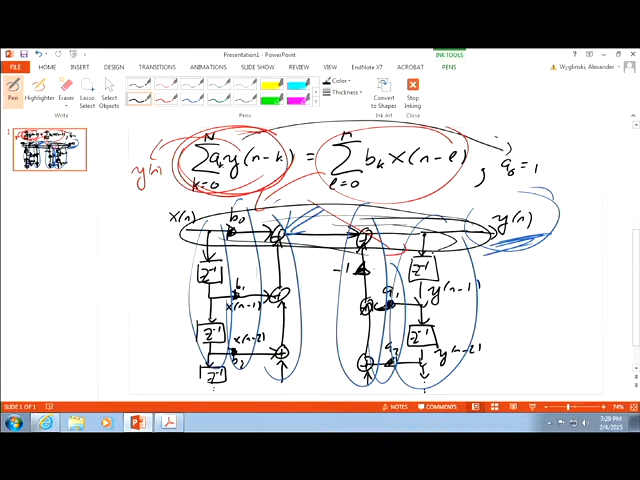 Presentation1 - PowerPoint
INK TOOLS
FILE HOME INSERT DESIGN TRANSITIONS ANIMATIONS SLIDE SHOW REVIEW VIEW EndNote X7 ACROBAT PENS
Wyglinski, Alexander
Pen Highlighter Eraser Lasso Select Select Objects
Color
Thickness
Convert to Shapes
Stop Inking
Write
Pens
Ink Art
Close
1
y(n) N Σ k=0 a_k y(n-k) = Σ l=0 b_k x(n-l) , a_0 = 1
x(n) b_0 + + y(n)
Z^-1 -1 Z^-1
b_1 x(n-1) + + a_1 y(n-1)
Z^-1 Z^-1
x(n-2) b_2 + + a_2 y(n-2)
Z^-1
SLIDE 1 OF 1
NOTES COMMENTS 74%
7:28 PM
2/4/2015